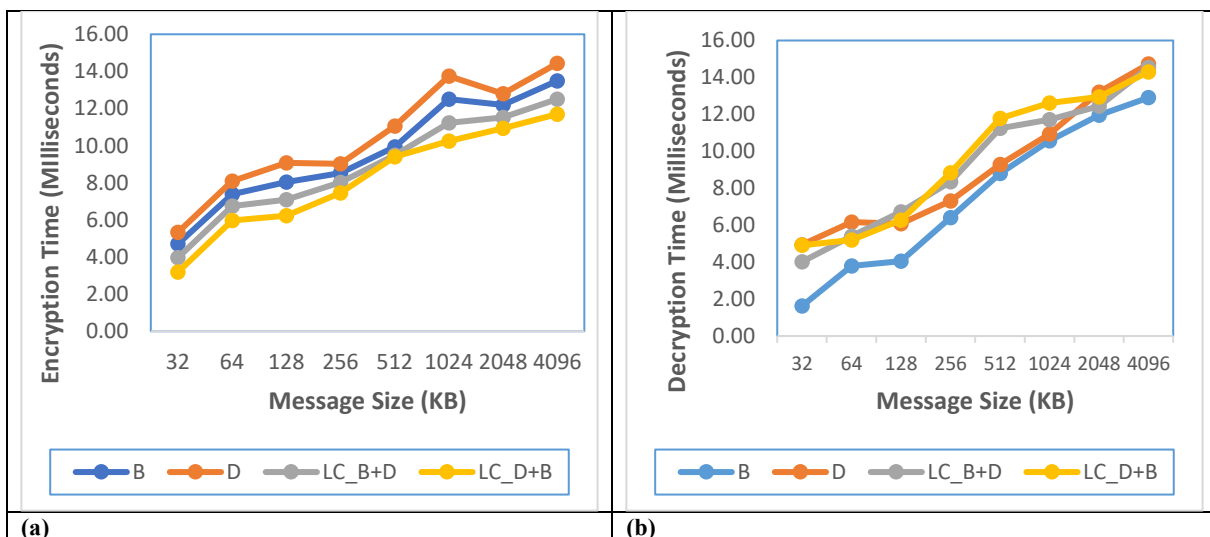 16.00
14.00
12.00
10.00
8.00
6.00
4.00
2.00
0.00
Encryption Time (MIlliseconds)
32 64 128 256 512 1024 2048 4096
Message Size (KB)
B D LC_B+D LC_D+B
(a)
16.00
14.00
12.00
10.00
8.00
6.00
4.00
2.00
0.00
Decryption Time (Milliseconds)
32 64 128 256 512 1024 2048 4096
Message Size (KB)
B D LC_B+D LC_D+B
(b)